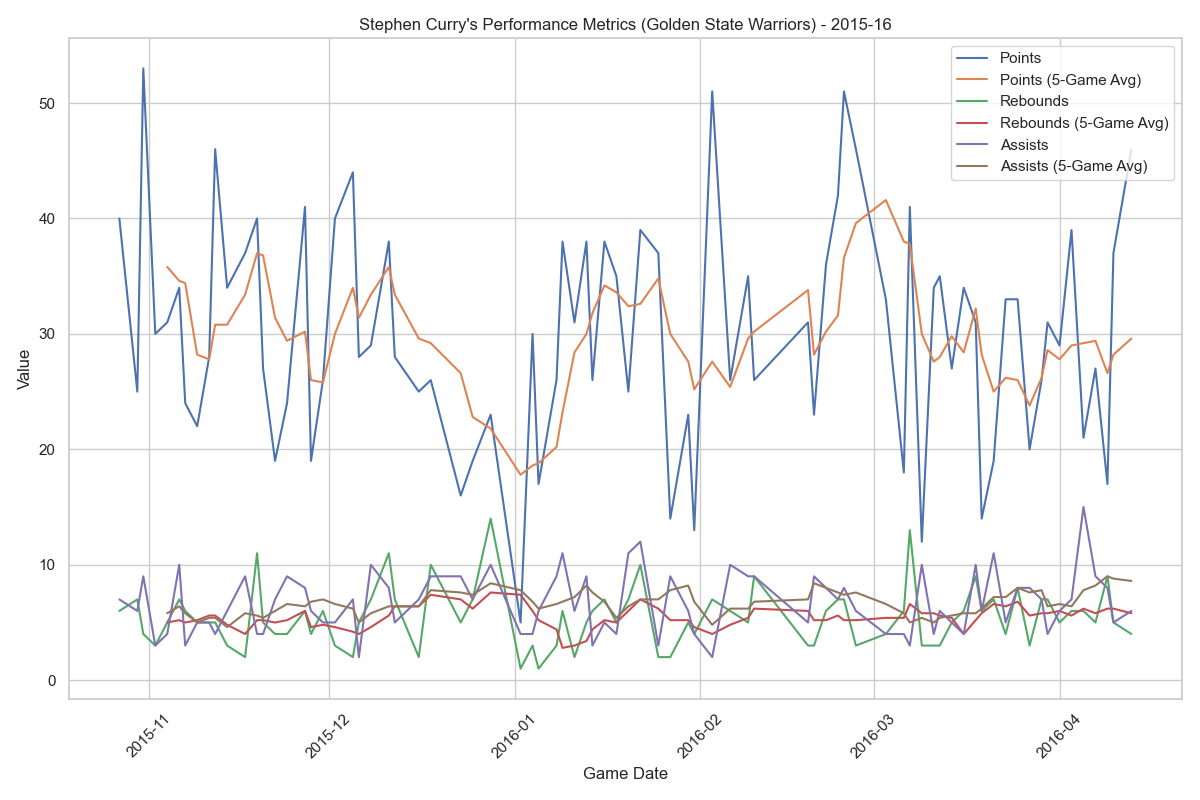 Stephen Curry's Performance Metrics (Golden State Warriors) - 2015-16
Points
Points (5-Game Avg)
Rebounds
Rebounds (5-Game Avg)
Assists
Assists (5-Game Avg)
Value
50
40
30
20
10
0
2015-11
2015-12
2016-01
2016-02
2016-03
2016-04
Game Date